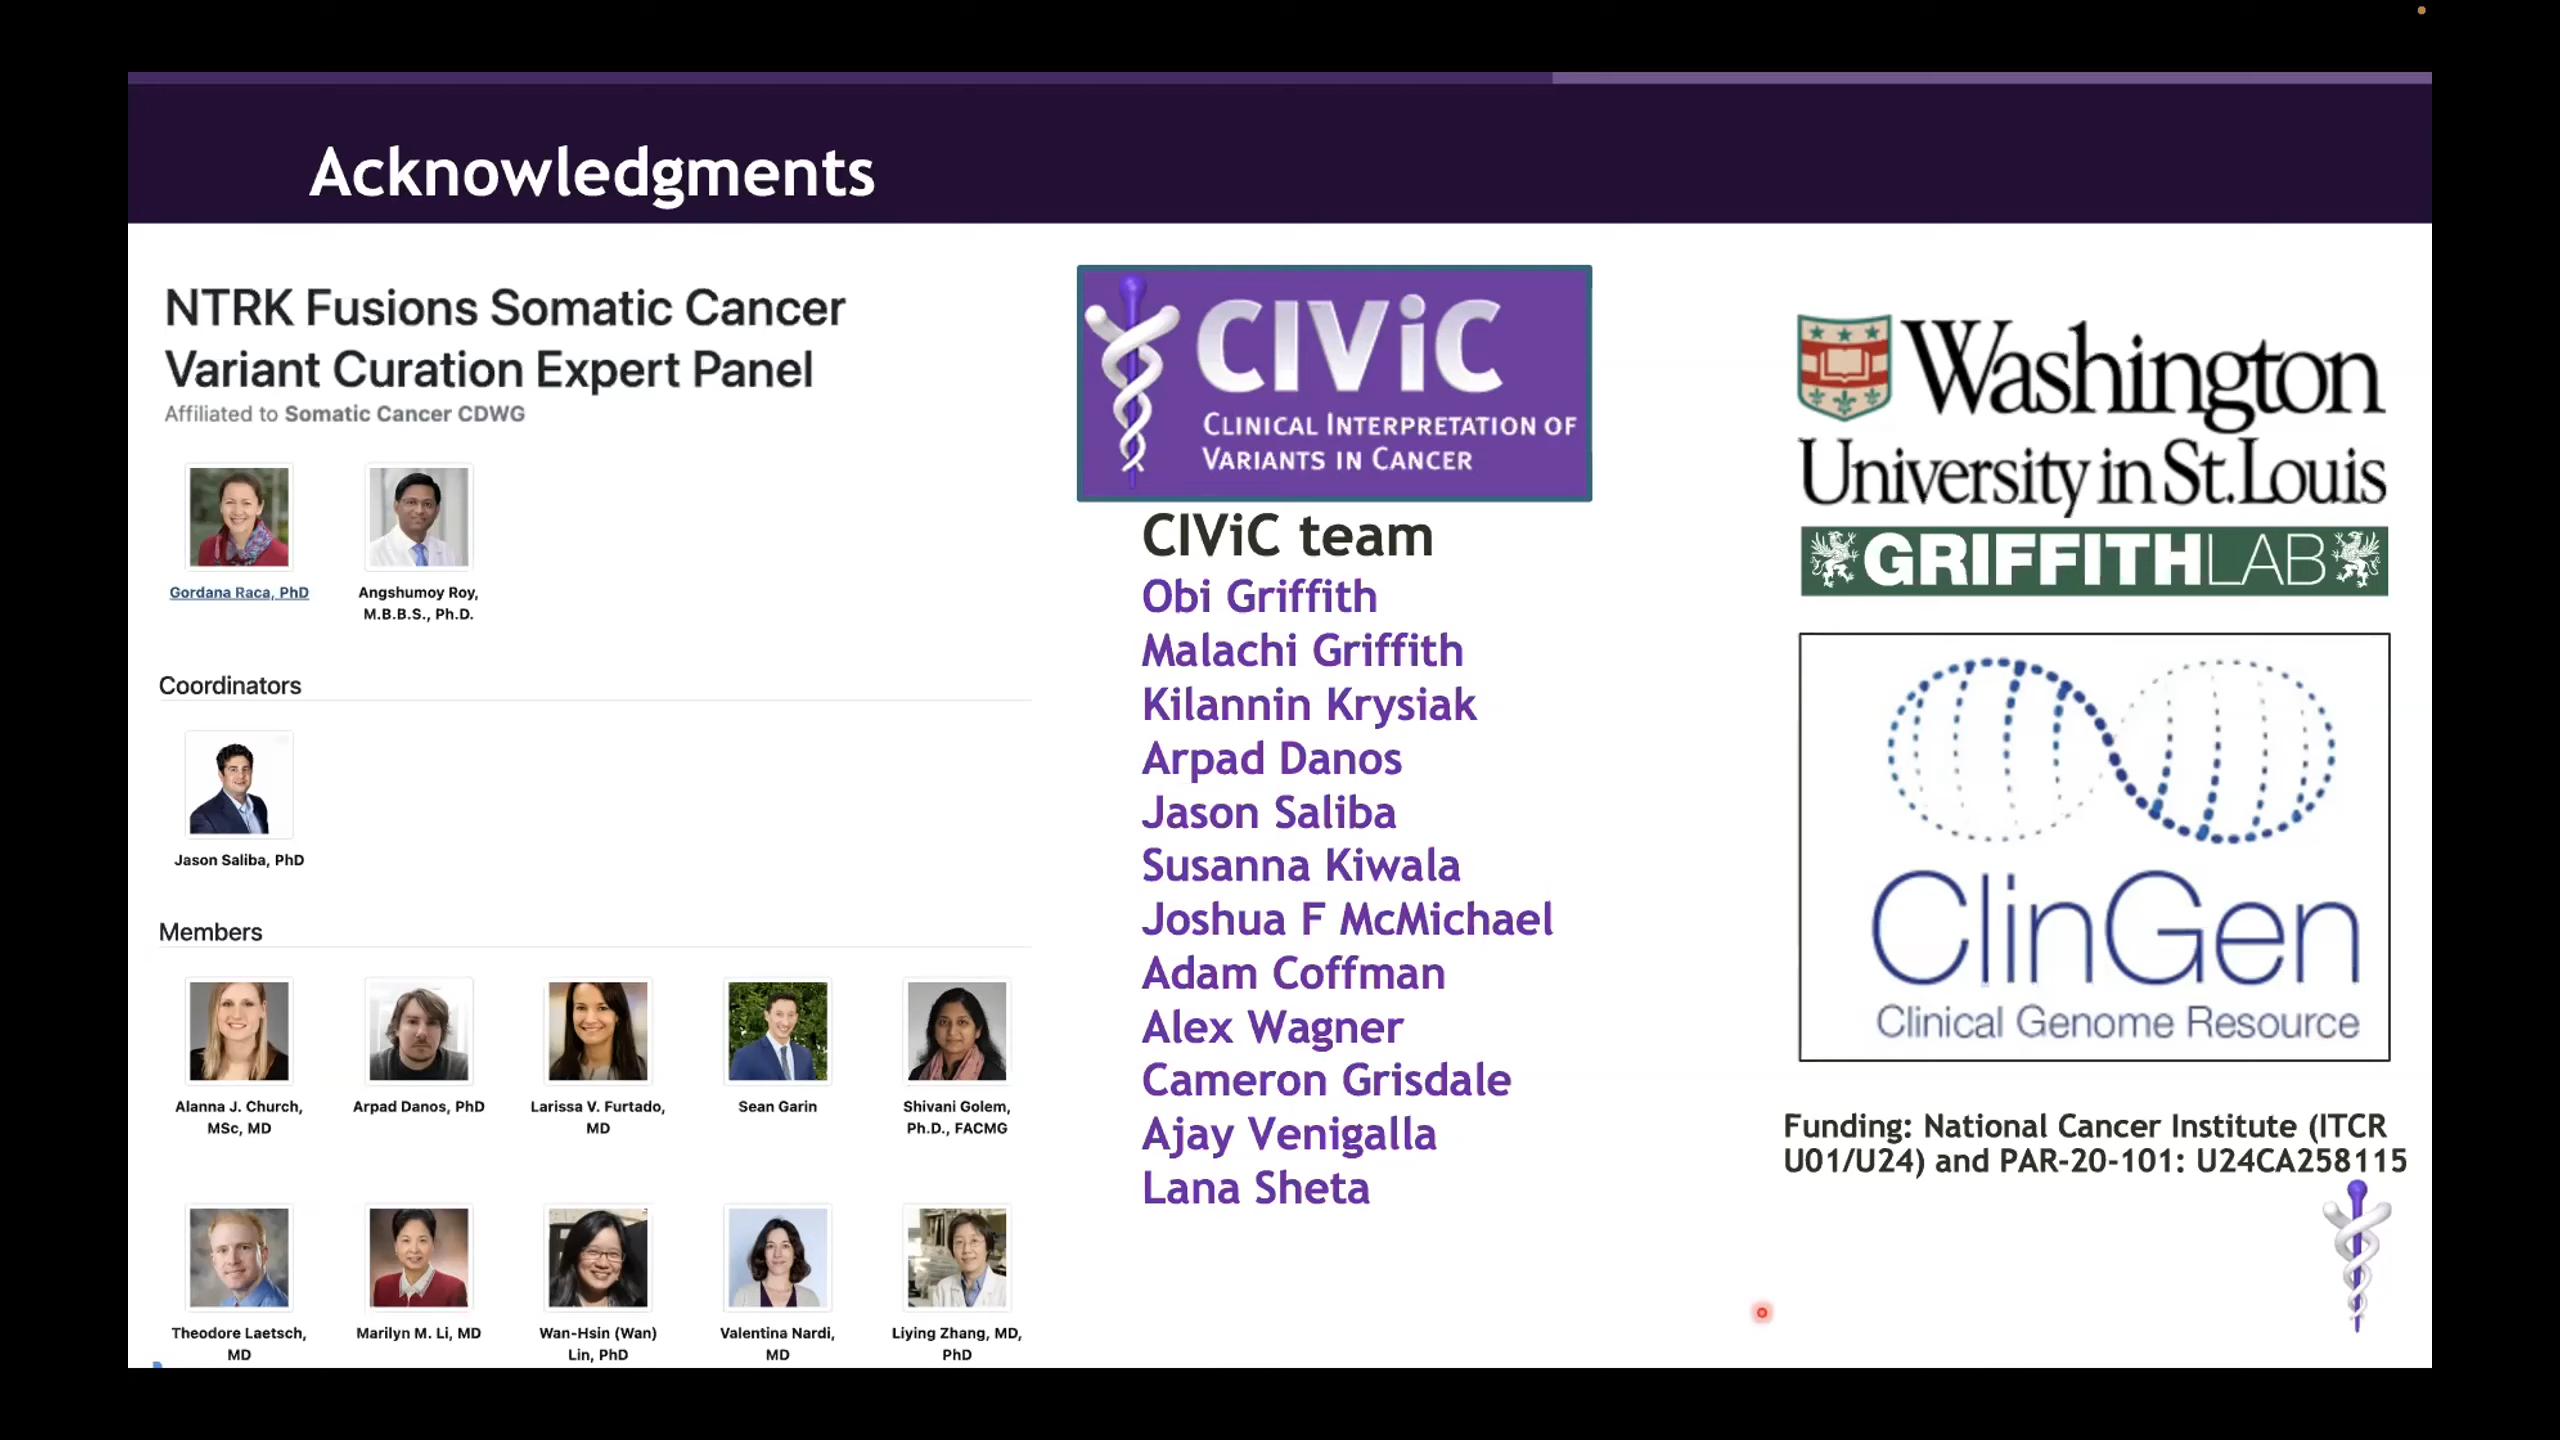 Acknowledgments
NTRK Fusions Somatic Cancer
Variant Curation Expert Panel
Affiliated to Somatic Cancer CDWG
Gordana Raca, PhD
Angshumoy Roy,
M.B.B.S., Ph.D.
Coordinators
Jason Saliba, PhD
Members
Alanna J. Church,
MSc, MD
Arpad Danos, PhD
Larissa V. Furtado,
MD
Sean Garin
Shivani Golem,
Ph.D., FACMG
Theodore Laetsch,
MD
Marilyn M. Li, MD
Wan-Hsin (Wan)
Lin, PhD
Valentina Nardi,
MD
Liying Zhang, MD,
PhD
CIViC
CLINICAL INTERPRETATION OF
VARIANTS IN CANCER
CIViC team
Obi Griffith
Malachi Griffith
Kilannin Krysiak
Arpad Danos
Jason Saliba
Susanna Kiwala
Joshua F McMichael
Adam Coffman
Alex Wagner
Cameron Grisdale
Ajay Venigalla
Lana Sheta
Washington
University in St. Louis
GRIFFITHLAB
ClinGen
Clinical Genome Resource
Funding: National Cancer Institute (ITCR
U01/U24) and PAR-20-101: U24CA258115